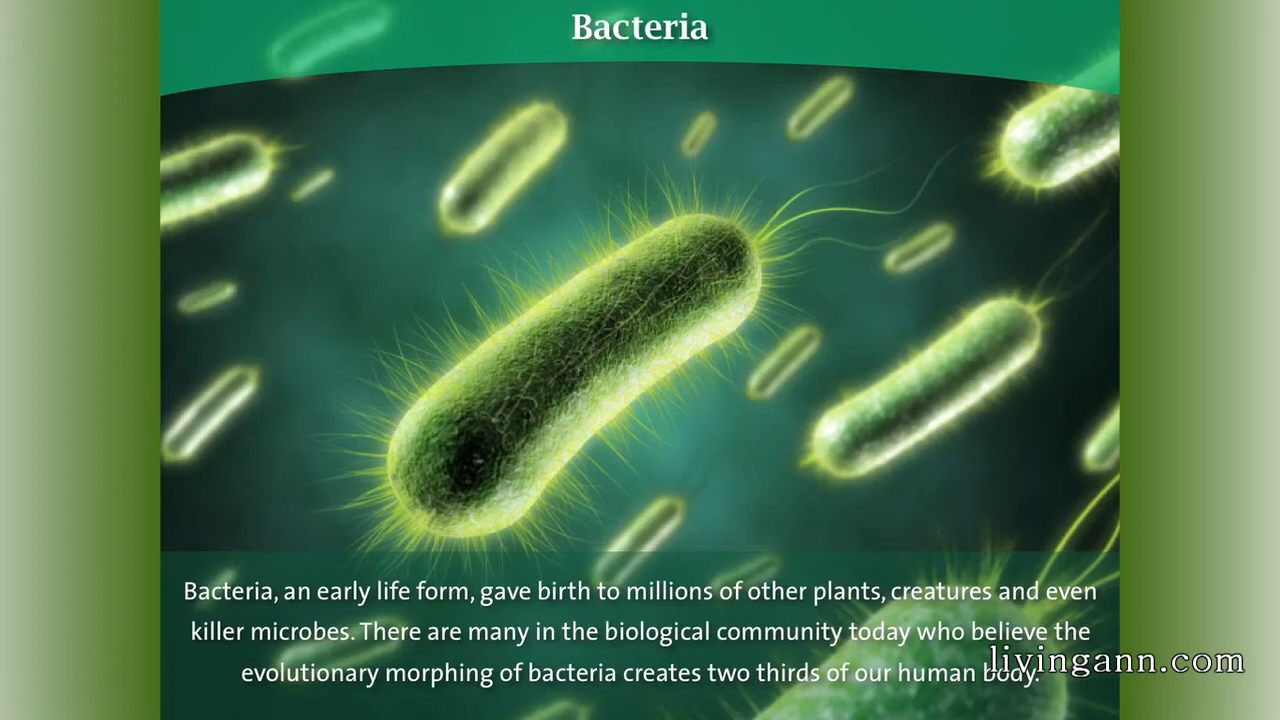 Bacteria
Bacteria, an early life form, gave birth to millions of other plants, creatures and even
killer microbes. There are many in the biological community today who believe the
evolutionary morphing of bacteria creates two thirds of our human body.
livingann.com